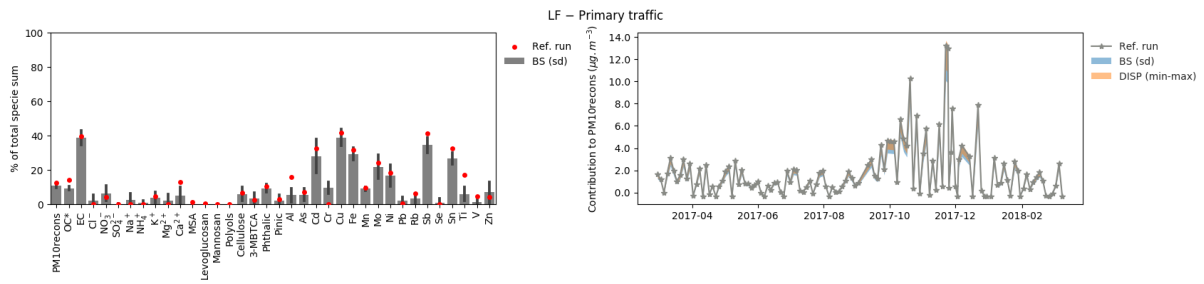 LF − Primary traffic
% of total specie sum
100
80
60
40
20
0
PM10recons
OC*
EC
Cl⁻
NO₃⁻
SO₄²⁻
Na⁺
NH₄⁺
K⁺
Mg²⁺
Ca²⁺
MSA
Levoglucosan
Mannosan
Polyols
Cellulose
3-MBTCA
Phthalic
Pinic
Al
As
Cd
Cr
Cu
Fe
Mn
Mo
Ni
Pb
Rb
Sb
Se
Sn
Ti
V
Zn
Ref. run
BS (sd)
Contribution to PM10recons (μg. m⁻³)
14.0
12.0
10.0
8.0
6.0
4.0
2.0
0.0
2017-04
2017-06
2017-08
2017-10
2017-12
2018-02
Ref. run
BS (sd)
DISP (min-max)